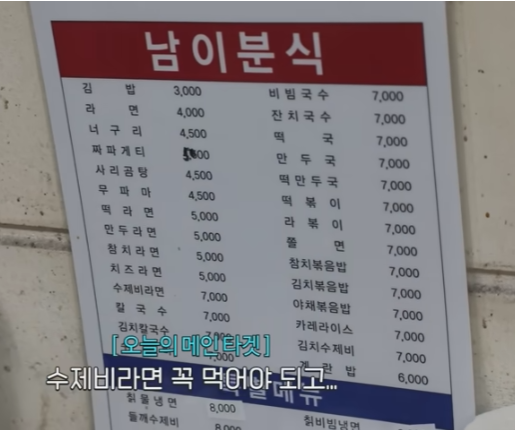 남이분식
김 밥 3,000
라 면 4,000
너 구 리 4,500
짜파게티
사리곰탕 4,500
무 파 마 4,500
떡 라 면 5,000
만두라면 5,000
참치라면 5,000
치즈라면 5,000
수제비라면 7,000
칼 국 수 7,000
김치칼국수
비 빔 국 수 7,000
잔 치 국 수 7,000
떡 국 7,000
만 두 국 7,000
떡 만 두 국 7,000
떡 볶 이 7,000
라 볶 이 7,000
쫄 면 7,000
참치볶음밥 7,000
김치볶음밥 7,000
야채볶음밥 7,000
카레라이스 7,000
김치수제비 7,000
밥 6,000
[오늘의 메인 타겟]
수제비라면 꼭 먹어야 되고...
메뉴
칡 물 냉 면 8,000
들깨수제비
칡비빔냉면